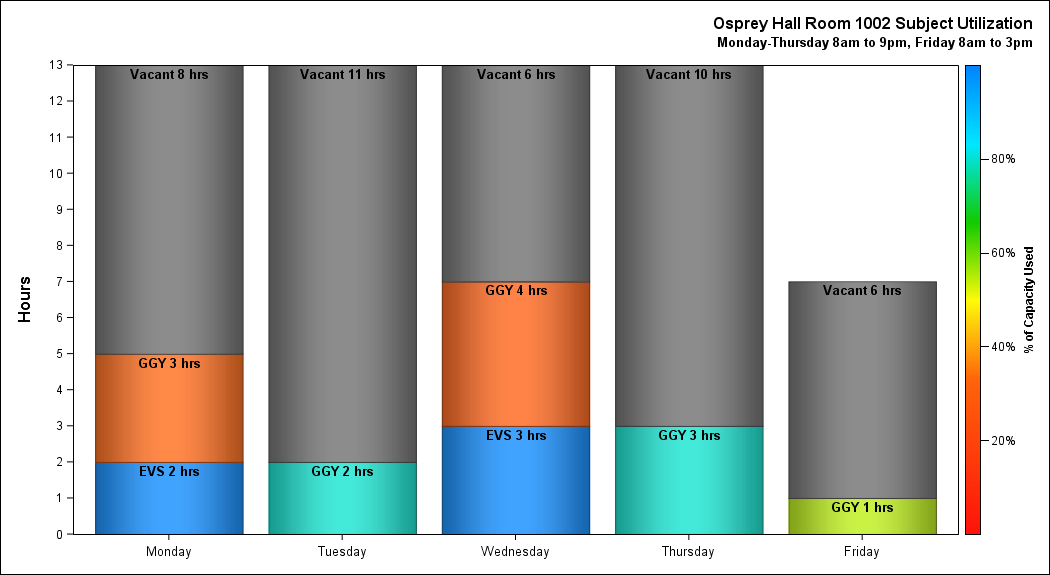 Osprey Hall Room 1002 Subject Utilization
Monday-Thursday 8am to 9pm, Friday 8am to 3pm
Hours
13
12
11
10
9
8
7
6
5
4
3
2
1
0
Vacant 8 hrs
GGY 3 hrs
EVS 2 hrs
Vacant 11 hrs
GGY 2 hrs
Vacant 6 hrs
GGY 4 hrs
EVS 3 hrs
Vacant 10 hrs
GGY 3 hrs
Vacant 6 hrs
GGY 1 hrs
Monday Tuesday Wednesday Thursday Friday
80%
60%
40%
20%
% of Capacity Used